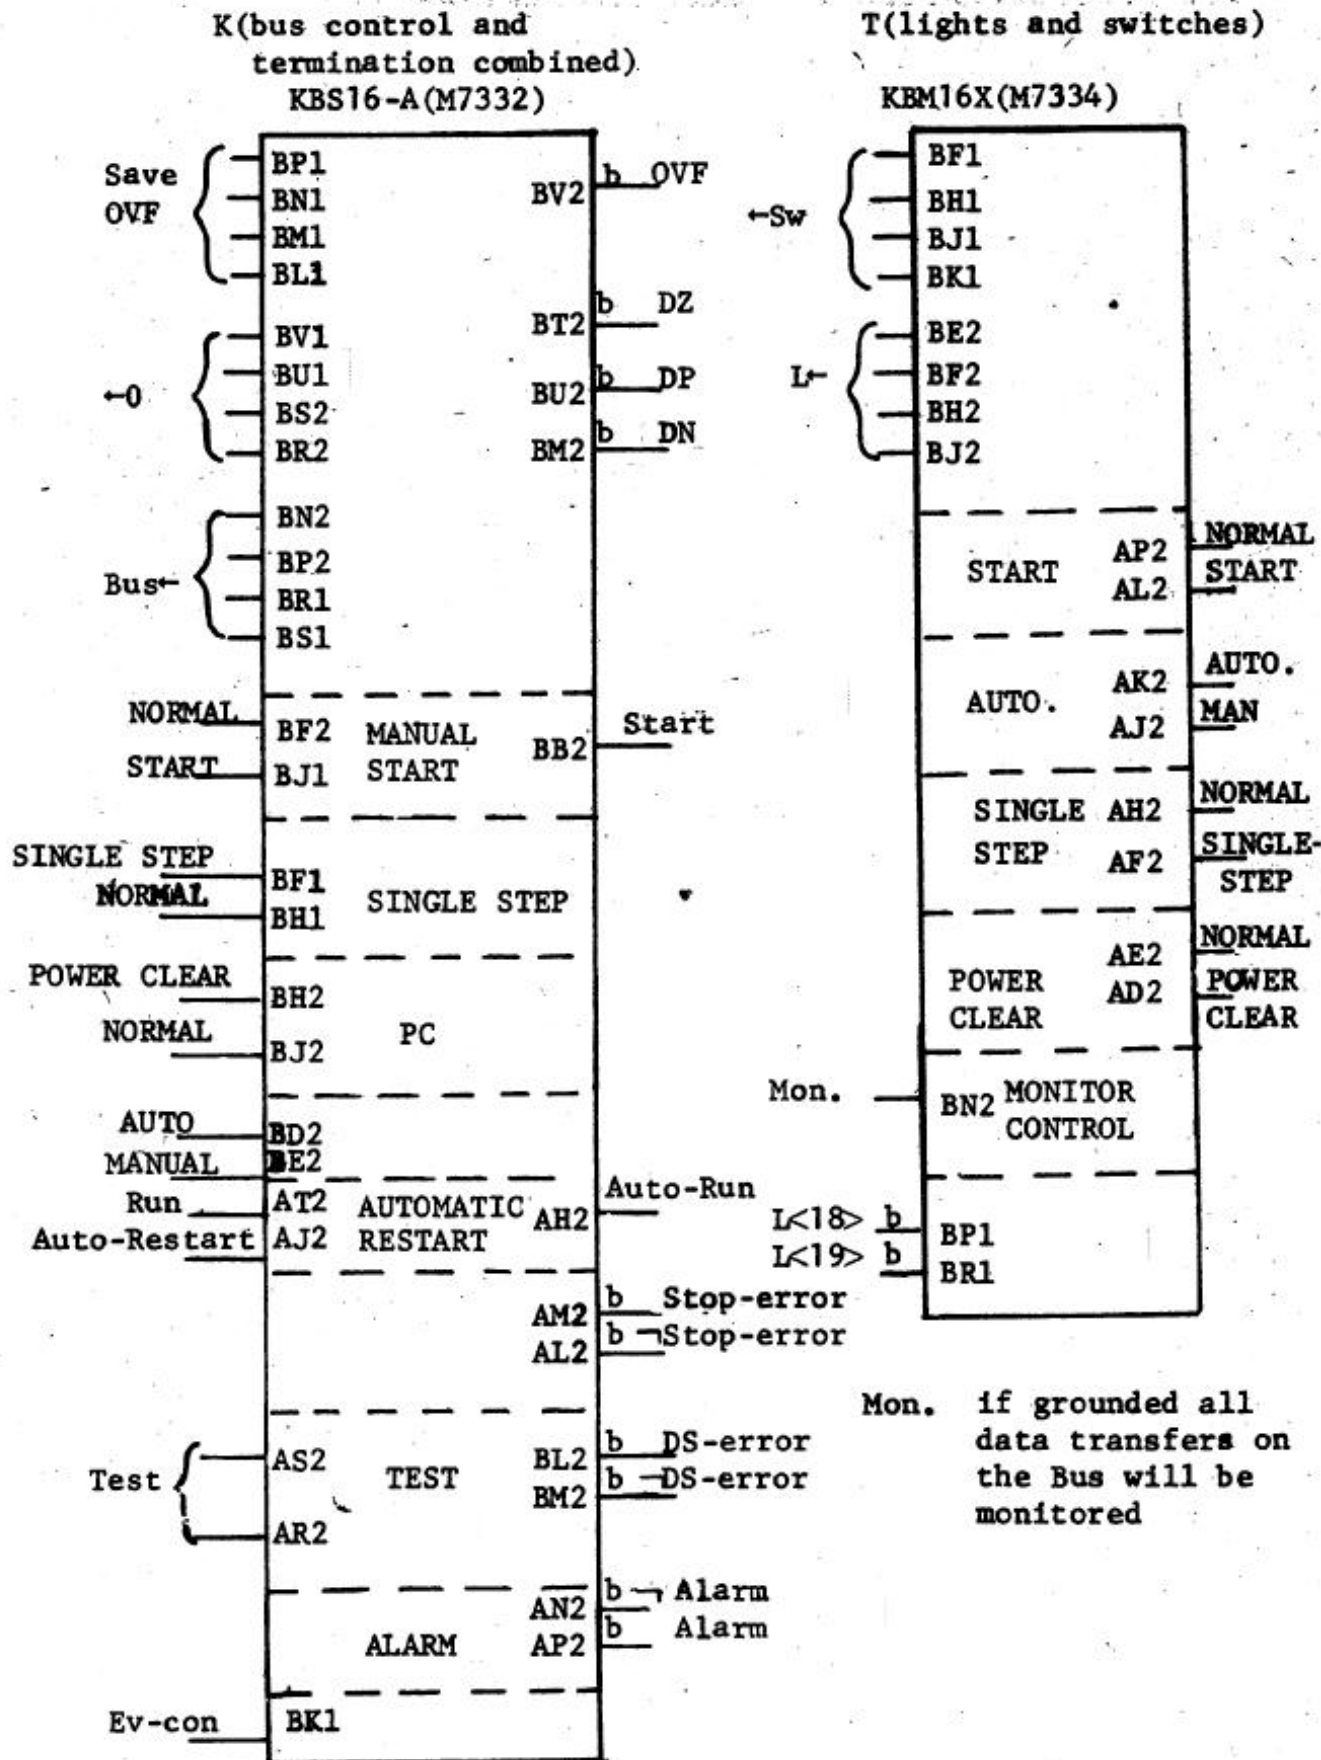 K(bus control and
termination combined)
KBS16-A(M7332)
Save
OVF
BP1
BN1
BM1
BL1
BV2
b OVF
←0
BV1
BU1
BS2
BR2
BT2
b DZ
BU2
b DP
BM2
b DN
Bus←
BN2
BP2
BR1
BS1
NORMAL
START
BF2
BJ1
MANUAL
START
BB2
Start
SINGLE STEP
NORMAL
BF1
BH1
SINGLE STEP
POWER CLEAR
NORMAL
BH2
BJ2
PC
AUTO
MANUAL
BD2
BE2
Run
Auto-Restart
AT2
AJ2
AUTOMATIC
RESTART
AH2
Auto-Run
AM2
b Stop-error
AL2
b ¬Stop-error
Test
AS2
AR2
TEST
BL2
b DS-error
BM2
b ¬DS-error
ALARM
AN2
b ¬ Alarm
AP2
b Alarm
Ev-con
BK1
T(lights and switches)
KBM16X(M7334)
←Sw
BF1
BH1
BJ1
BK1
L←
BE2
BF2
BH2
BJ2
START
AP2
AL2
NORMAL
START
AUTO.
AK2
AJ2
AUTO.
MAN
SINGLE
STEP
AH2
AF2
NORMAL
SINGLE-
STEP
POWER
CLEAR
AE2
AD2
NORMAL
POWER
CLEAR
Mon.
BN2
MONITOR
CONTROL
L<18> b
L<19> b
BP1
BR1
Mon. if grounded all
data transfers on
the Bus will be
monitored